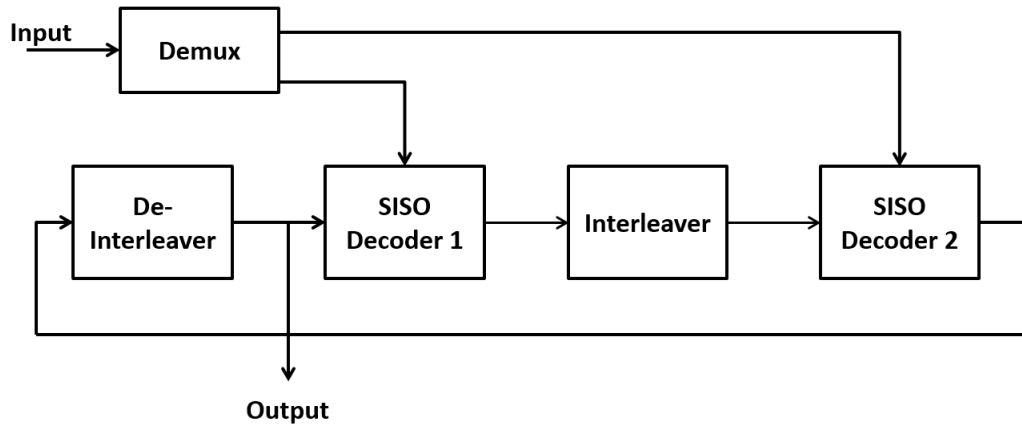 Input
Demux
De-
Interleaver
SISO
Decoder 1
Interleaver
SISO
Decoder 2
Output